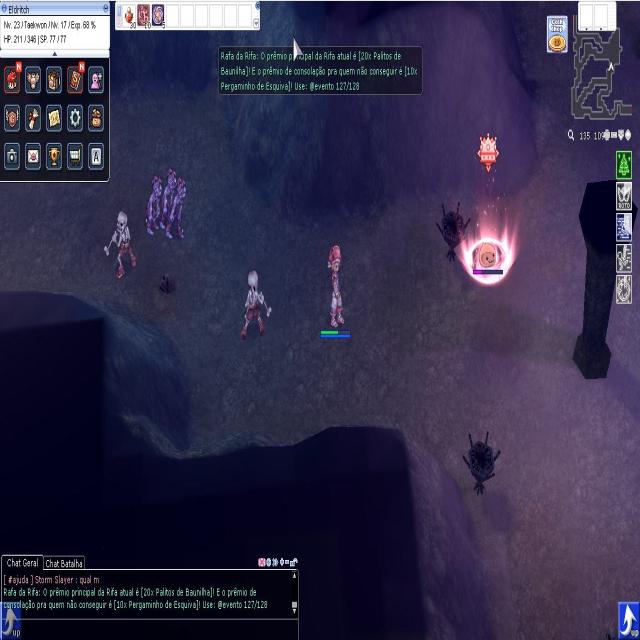 Eldritch
Nv. 23 / Taekwon / Nv. 17 / Exp. 68 %
HP. 211 / 346 | SP. 77 / 77
N
N
A
Cash
Shop
Rafa da Rifa: O prêmio principal da Rifa atual é [20x Palitos de
Baunilha]! E o prêmio de consolação pra quem não conseguir é [10x
Pergaminho de Esquiva]! Use: @evento 127/128
Chat Geral
Chat Batalha
[ #ajuda ] Storm Slayer : qual m
Rafa da Rifa: O prêmio principal da Rifa atual é [20x Palitos de Baunilha]! E o prêmio de
consolação pra quem não conseguir é [10x Pergaminho de Esquiva]! Use: @evento 127/128
up
up